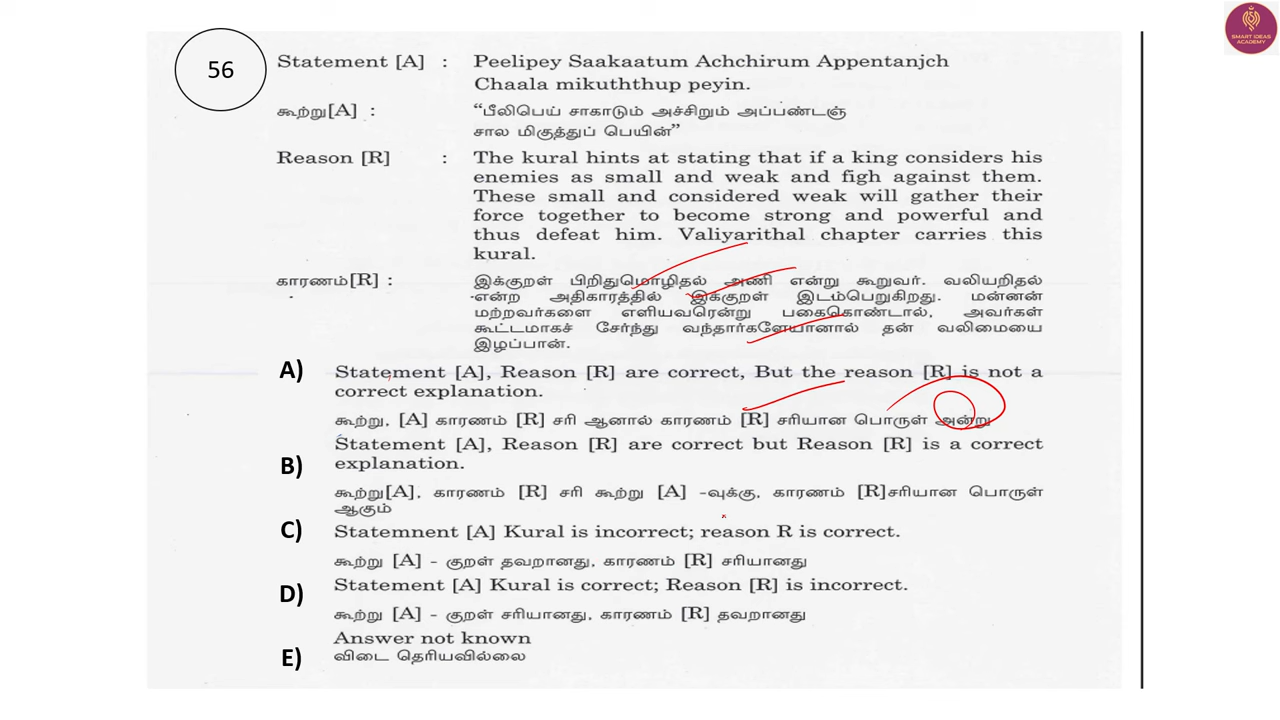 SMART IDEAS
ACADEMY
56
Statement [A] : Peelipey Saakaatum Achchirum Appentanjch
Chaala mikuththup peyin.
கூற்று[A] : “பீலிபெய் சாகாடும் அச்சிறும் அப்பண்டஞ்
சால மிகுத்துப் பெயின்”
Reason [R] : The kural hints at stating that if a king considers his
enemies as small and weak and figh against them.
These small and considered weak will gather their
force together to become strong and powerful and
thus defeat him. Valiyarithal chapter carries this
kural.
காரணம்[R] : இக்குறள் பிறிதுமொழிதல் அணி என்று கூறுவர். வலியறிதல்
என்ற அதிகாரத்தில் இக்குறள் இடம்பெறுகிறது. மன்னன்
மற்றவர்களை எளியவரென்று பகைகொண்டால், அவர்கள்
கூட்டமாகச் சேர்ந்து வந்தார்களேயானால் தன் வலிமையை
இழப்பான்.
A) Statement [A], Reason [R] are correct, But the reason [R] is not a
correct explanation.
கூற்று, [A] காரணம் [R] சரி ஆனால் காரணம் [R] சரியான பொருள் அன்று
Statement [A], Reason [R] are correct but Reason [R] is a correct
B) explanation.
கூற்று[A], காரணம் [R] சரி கூற்று [A] -வுக்கு, காரணம் [R]சரியான பொருள்
ஆகும்
C) Statemnent [A] Kural is incorrect; reason R is correct.
கூற்று [A] - குறள் தவறானது, காரணம் [R] சரியானது
D) Statement [A] Kural is correct; Reason [R] is incorrect.
கூற்று [A] - குறள் சரியானது, காரணம் [R] தவறானது
Answer not known
E) விடை தெரியவில்லை